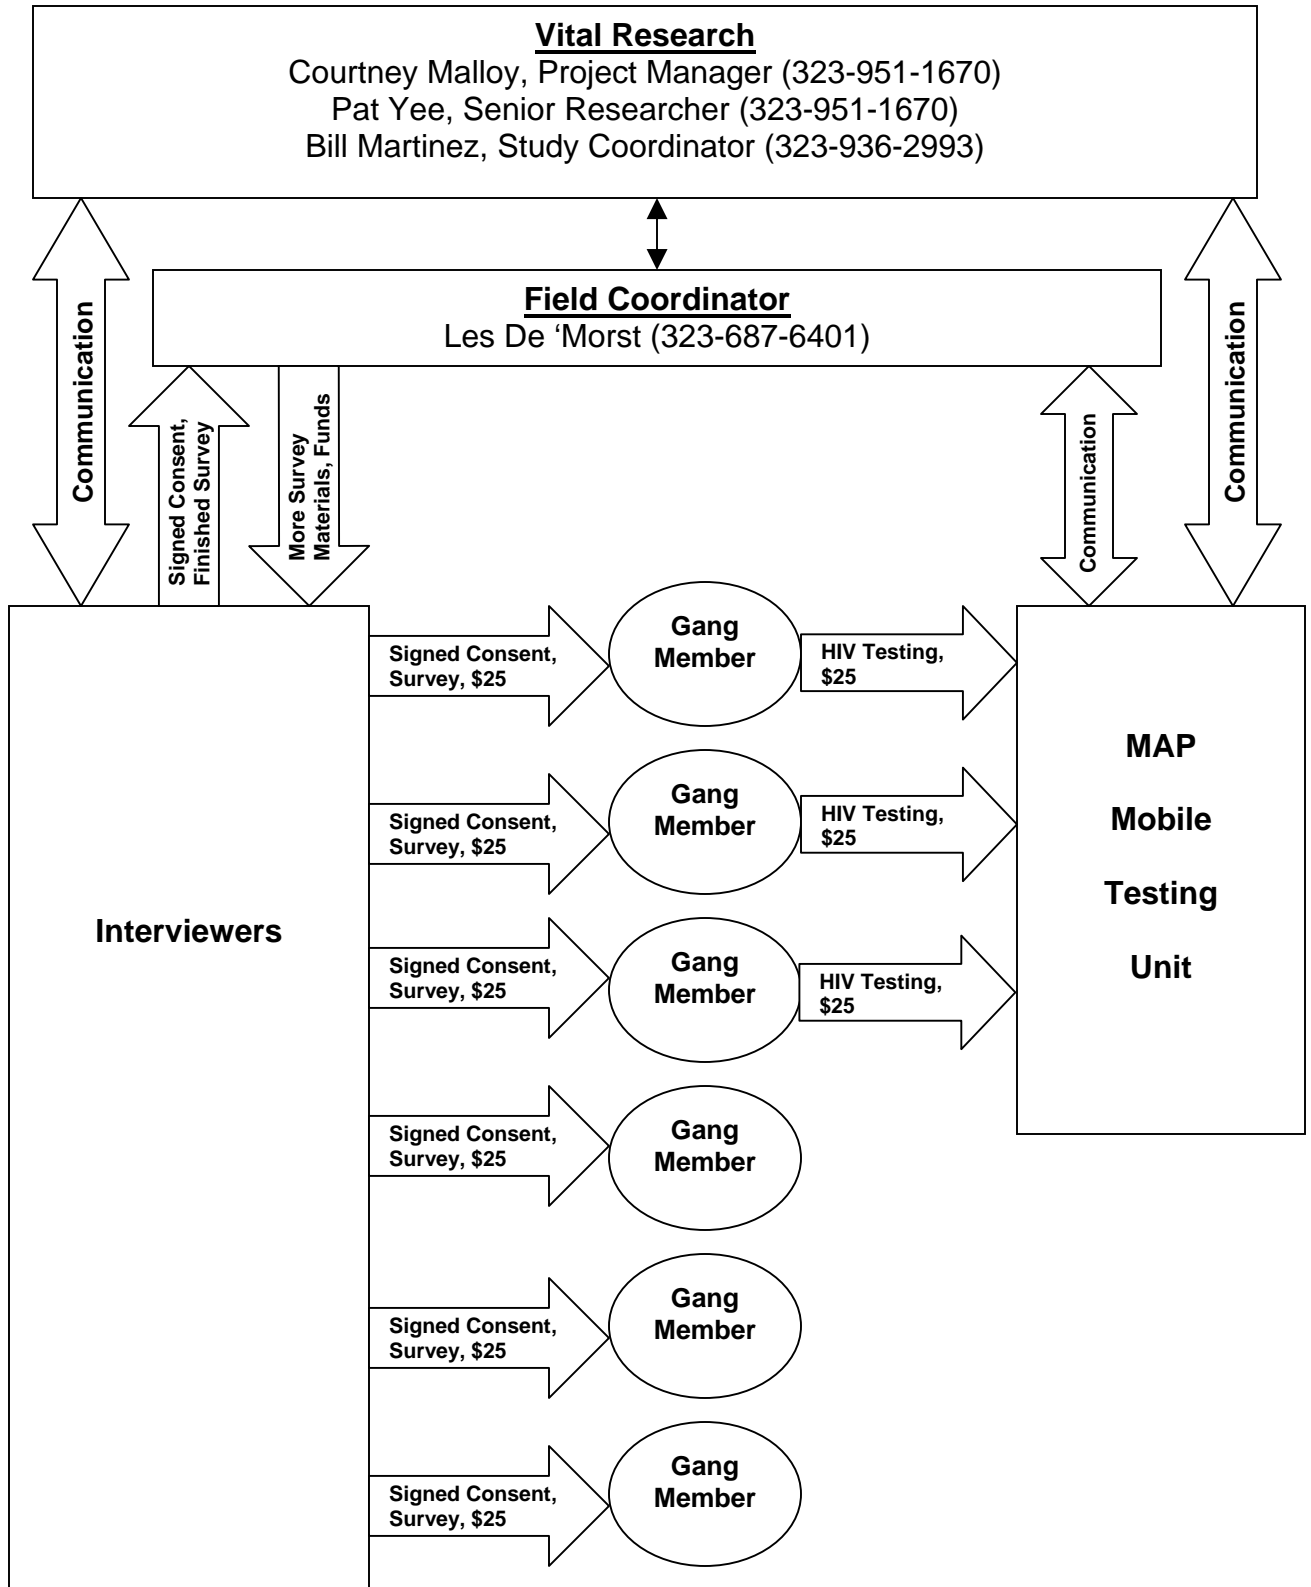 Vital Research
Courtney Malloy, Project Manager (323-951-1670)
Pat Yee, Senior Researcher (323-951-1670)
Bill Martinez, Study Coordinator (323-936-2993)
Field Coordinator
Les De ‘Morst (323-687-6401)
Communication
Signed Consent,
Finished Survey
More Survey
Materials, Funds
Communication
Communication
Interviewers
Signed Consent,
Survey, $25
Gang
Member
HIV Testing,
$25
Signed Consent,
Survey, $25
Gang
Member
HIV Testing,
$25
Signed Consent,
Survey, $25
Gang
Member
HIV Testing,
$25
Signed Consent,
Survey, $25
Gang
Member
Signed Consent,
Survey, $25
Gang
Member
Signed Consent,
Survey, $25
Gang
Member
MAP
Mobile
Testing
Unit